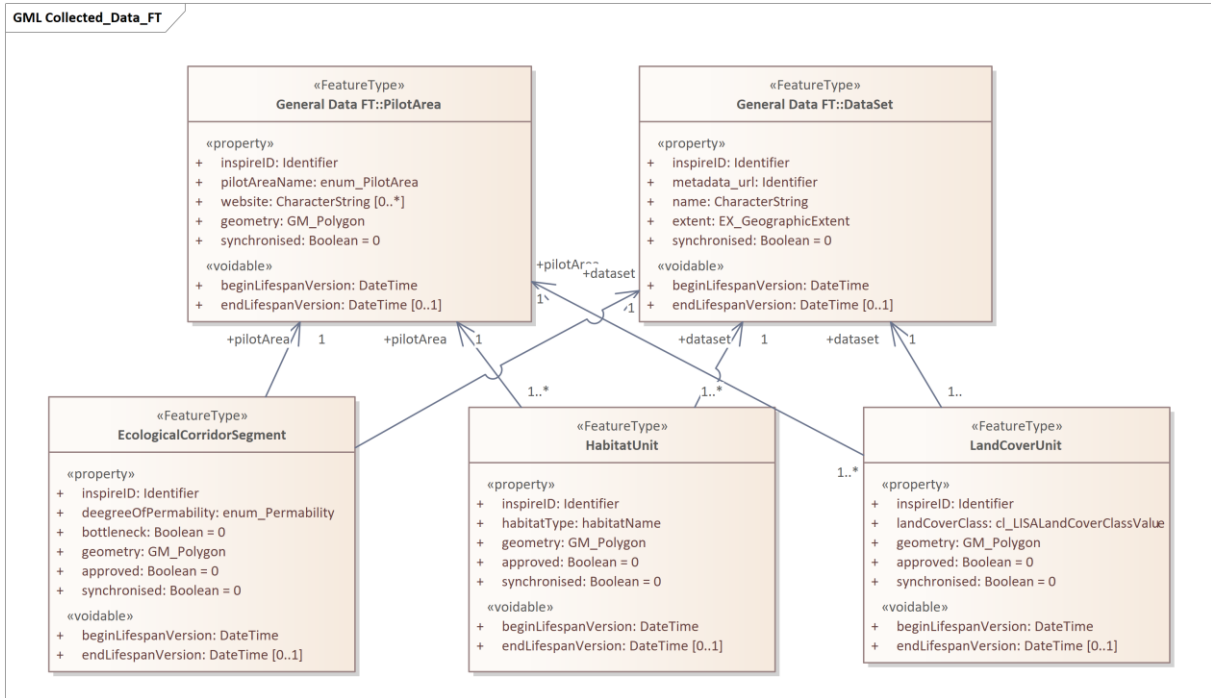 GML Collected_Data_FT
«FeatureType»
General Data FT::PilotArea
«property»
+ inspireID: Identifier
+ pilotAreaName: enum_PilotArea
+ website: CharacterString [0..*]
+ geometry: GM_Polygon
+ synchronised: Boolean = 0
«voidable»
+ beginLifespanVersion: DateTime
+ endLifespanVersion: DateTime [0..1]
«FeatureType»
General Data FT::DataSet
«property»
+ inspireID: Identifier
+ metadata_url: Identifier
+ name: CharacterString
+ extent: EX_GeographicExtent
+ synchronised: Boolean = 0
«voidable»
+ beginLifespanVersion: DateTime
+ endLifespanVersion: DateTime [0..1]
+dataset
1
1
+pilotArea
1
+pilotArea
1
+dataset
1
+dataset
1
1..*
1..*
1..
1..*
«FeatureType»
EcologicalCorridorSegment
«property»
+ inspireID: Identifier
+ deegreeOfPermability: enum_Permability
+ bottleneck: Boolean = 0
+ geometry: GM_Polygon
+ approved: Boolean = 0
+ synchronised: Boolean = 0
«voidable»
+ beginLifespanVersion: DateTime
+ endLifespanVersion: DateTime [0..1]
«FeatureType»
HabitatUnit
«property»
+ inspireID: Identifier
+ habitatType: habitatName
+ geometry: GM_Polygon
+ approved: Boolean = 0
+ synchronised: Boolean = 0
«voidable»
+ beginLifespanVersion: DateTime
+ endLifespanVersion: DateTime [0..1]
«FeatureType»
LandCoverUnit
«property»
+ inspireID: Identifier
+ landCoverClass: cl_LISALandCoverClassValue
+ geometry: GM_Polygon
+ approved: Boolean = 0
+ synchronised: Boolean = 0
«voidable»
+ beginLifespanVersion: DateTime
+ endLifespanVersion: DateTime [0..1]